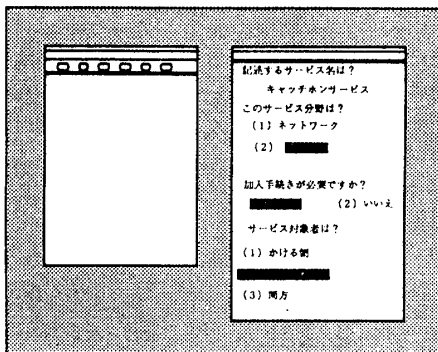 記述するサービス名は？
キャッチホンサービス
このサービス分野は？
(1) ネットワーク
(2)
加入手続きが必要ですか？
(2) いいえ
サービス対象者は？
(1) かける側
(3) 両方